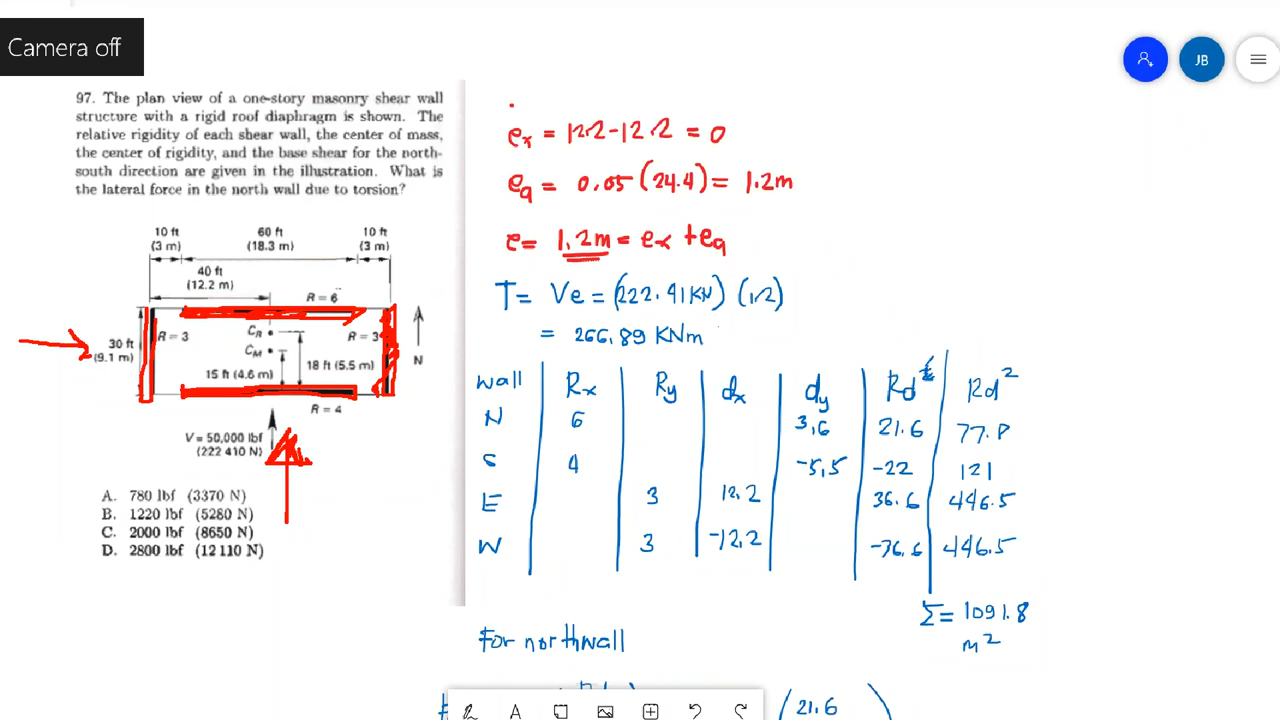 Camera off
JB
97. The plan view of a one-story masonry shear wall
structure with a rigid roof diaphragm is shown. The
relative rigidity of each shear wall, the center of mass,
the center of rigidity, and the base shear for the north-
south direction are given in the illustration. What is
the lateral force in the north wall due to torsion?
10 ft 60 ft 10 ft
(3 m) (18.3 m) (3 m)
40 ft
(12.2 m)
R = 6
R = 3 CR R = 3
30 ft
(9.1 m)
CM
N
15 ft (4.6 m) 18 ft (5.5 m)
R = 4
V = 50,000 lbf
(222 410 N)
A. 780 lbf (3370 N)
B. 1220 lbf (5280 N)
C. 2000 lbf (8650 N)
D. 2800 lbf (12 110 N)
ex = 12.2 - 12.2 = 0
eq = 0.05 (24.4) = 1.2m
e = 1.2m = ex + eq
T = Ve = (222.41KN) (1.2)
= 266.89 KNm
Wall Rx Ry dx dy Rd Rd²
N 6 3.6 21.6 77.8
S 4 -5.5 -22 121
E 3 12.2 36.6 446.5
W 3 -12.2 -36.6 446.5
Σ = 1091.8
m²
For north wall
21.6